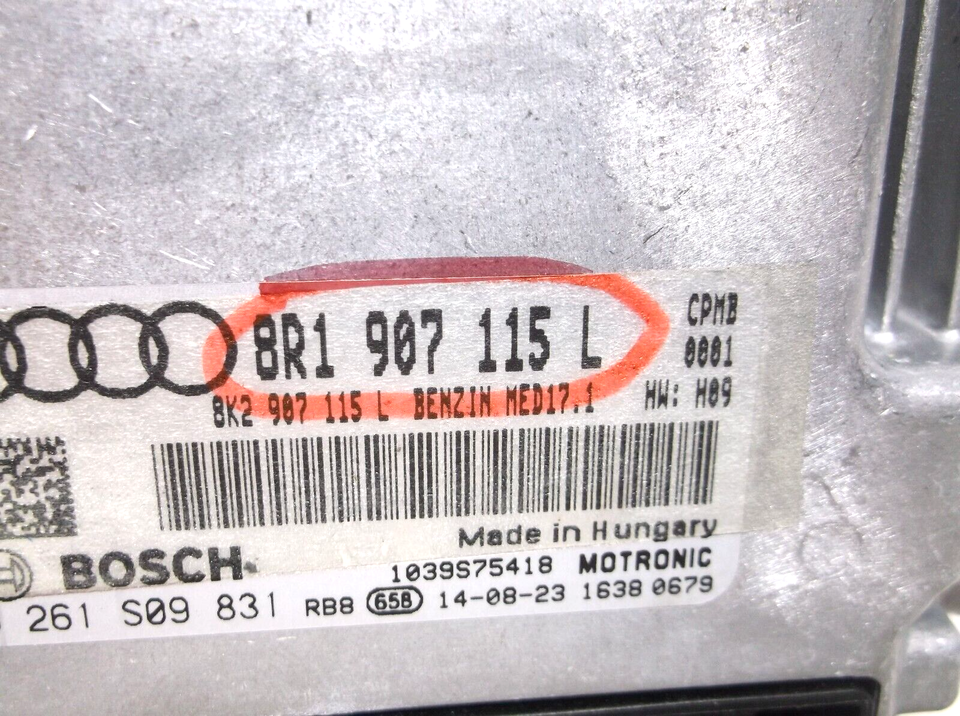 8R1 907 115 L
CPMB
0001
8K2 907 115 L BENZIN MED17.1
HW: H09
Made in Hungary
BOSCH
1039S75418 MOTRONIC
261 S09 831 RB8 65B 14-08-23 1638 0679